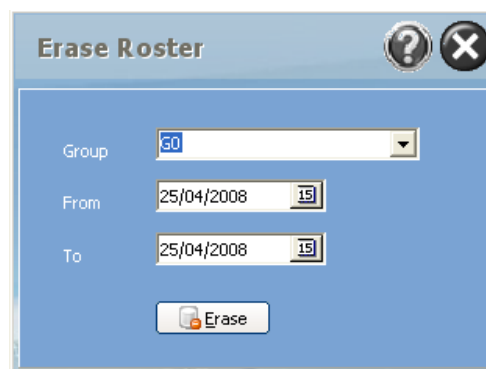 Erase Roster
Group G0
From 25/04/2008 15
To 25/04/2008 15
Erase